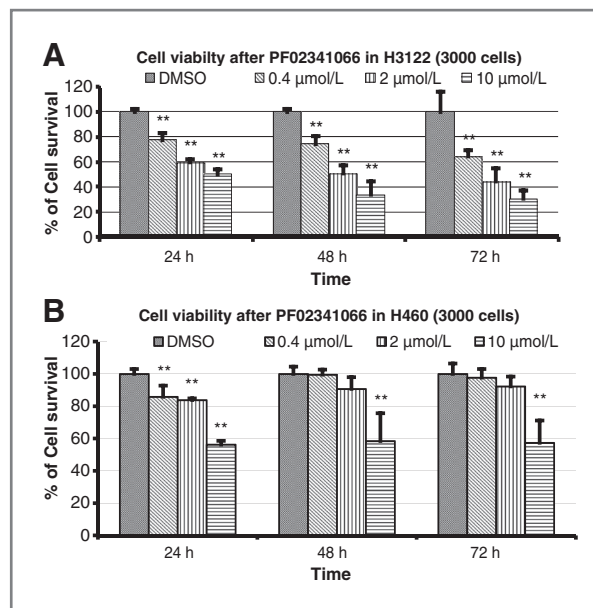 A
Cell viabilty after PF02341066 in H3122 (3000 cells)
DMSO 0.4 µmol/L 2 µmol/L 10 µmol/L
% of Cell survival
120
100
80
60
40
20
0
** ** **
** ** **
** ** **
24 h 48 h 72 h
Time
B
Cell viability after PF02341066 in H460 (3000 cells)
DMSO 0.4 µmol/L 2 µmol/L 10 µmol/L
% of Cell survival
120
100
80
60
40
20
0
** ** **
**
**
24 h 48 h 72 h
Time